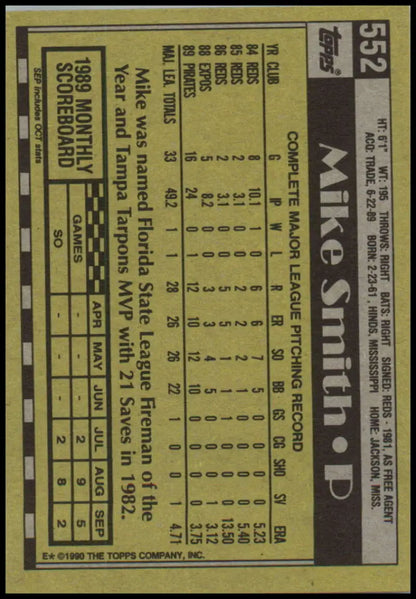 552
Topps
Mike Smith • P
HT: 6'1" WT: 195 THROWS: RIGHT BATS: RIGHT SIGNED: REDS - 1981, AS FREE AGENT
ACQ: TRADE, 6-22-89 BORN: 2-23-61, HINDS, MISSISSIPPI HOME: JACKSON, MISS.
COMPLETE MAJOR LEAGUE PITCHING RECORD
YR CLUB G IP W L R ER SO BB GS CG SHO SV ERA
84 REDS 8 10.1 1 0 6 6 7 5 0 0 0 0 5.23
85 REDS 2 3.1 0 0 2 2 2 1 0 0 0 0 5.40
86 REDS 2 3.1 0 0 5 5 1 1 0 0 0 0 13.50
88 EXPOS 5 8.2 0 0 3 3 4 5 0 0 0 1 3.12
89 PIRATES 16 24 0 1 12 10 12 10 0 0 0 0 3.75
MAJ. LEA. TOTALS 33 49.2 1 1 28 26 26 22 0 0 0 1 4.71
Mike was named Florida State League Fireman of the
Year and Tampa Tarpons MVP with 21 Saves in 1982.
1989 MONTHLY
SCOREBOARD
APR MAY JUN JUL AUG SEP
GAMES - - - 2 9 5
SO - - - 2 8 2
SEP includes OCT stats
E* ©1990 THE TOPPS COMPANY, INC.